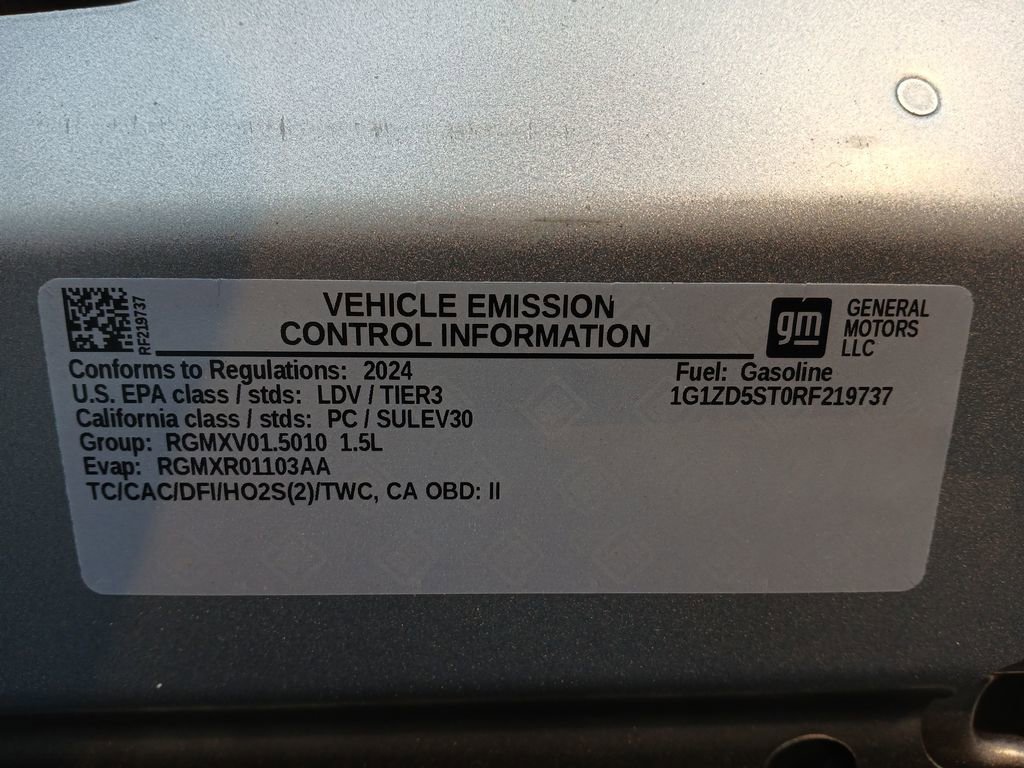 RF219737
VEHICLE EMISSION
CONTROL INFORMATION
gm
GENERAL
MOTORS
LLC
Conforms to Regulations: 2024
U.S. EPA class / stds: LDV / TIER3
California class / stds: PC / SULEV30
Group: RGMXV01.5010 1.5L
Evap: RGMXR01103AA
TC/CAC/DFI/HO2S(2)/TWC, CA OBD: II
Fuel: Gasoline
1G1ZD5ST0RF219737